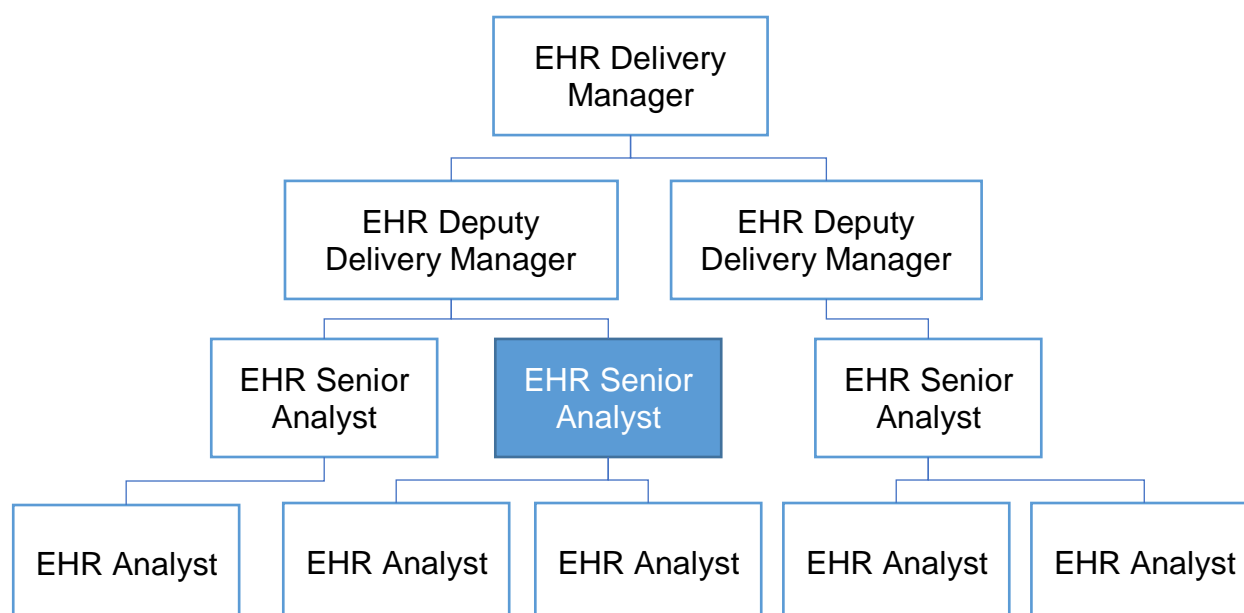 EHR Delivery
Manager
EHR Deputy
Delivery Manager
EHR Deputy
Delivery Manager
EHR Senior
Analyst
EHR Senior
Analyst
EHR Senior
Analyst
EHR Analyst
EHR Analyst
EHR Analyst
EHR Analyst
EHR Analyst